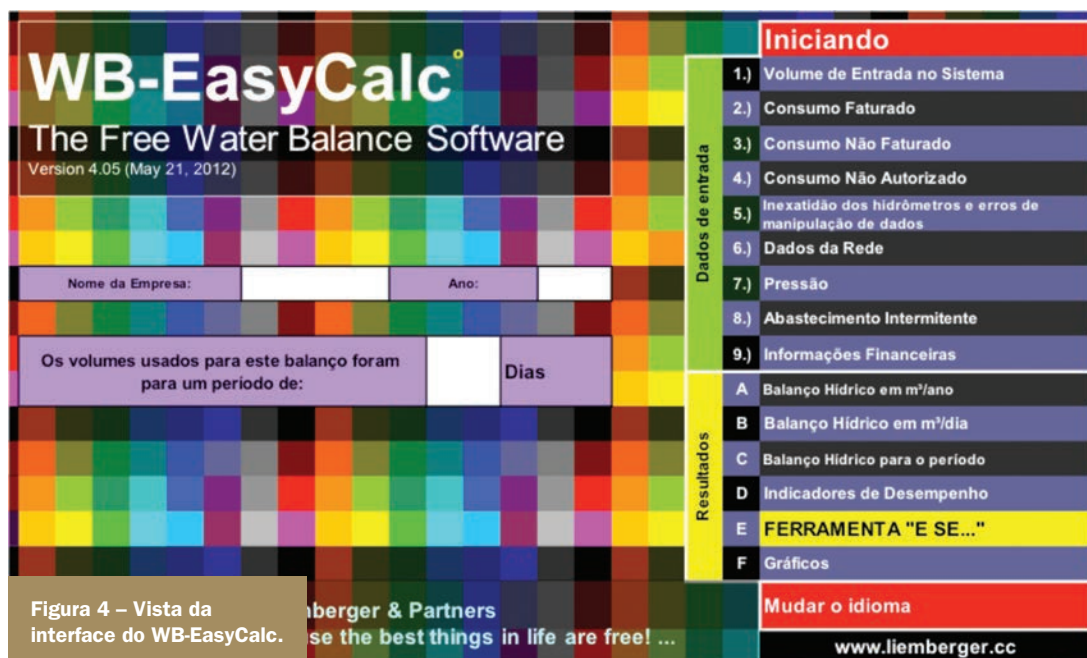 WB-EasyCalc
The Free Water Balance Software
Version 4.05 (May 21, 2012)
Nome da Empresa:
Ano:
Os volumes usados para este balanço foram
para um período de:
Dias
Iniciando
Dados de entrada
1.) Volume de Entrada no Sistema
2.) Consumo Faturado
3.) Consumo Não Faturado
4.) Consumo Não Autorizado
5.) Inexatidão dos hidrômetros e erros de
manipulação de dados
6.) Dados da Rede
7.) Pressão
8.) Abastecimento Intermitente
9.) Informações Financeiras
Resultados
A Balanço Hídrico em m³/ano
B Balanço Hídrico em m³/dia
C Balanço Hídrico para o período
D Indicadores de Desempenho
E FERRAMENTA "E SE..."
F Gráficos
Mudar o idioma
www.liemberger.cc
& Partners
the best things in life are free! ...
Figura 4 – Vista da
interface do WB-EasyCalc.